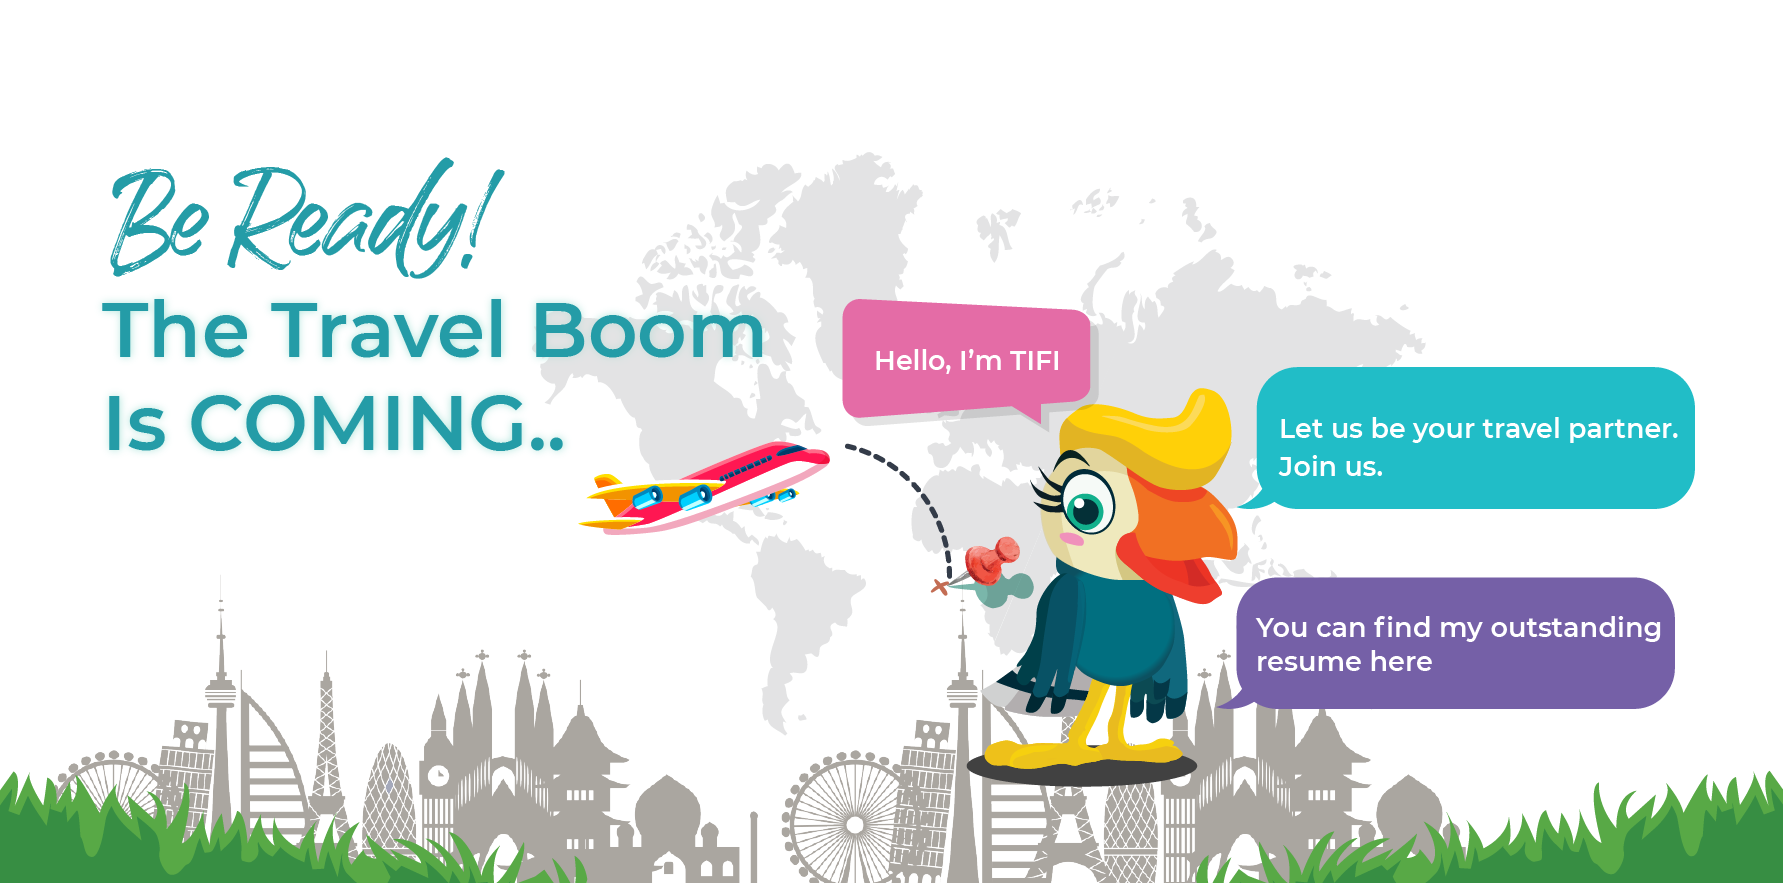 Be Ready!
The Travel Boom
Is COMING..
Hello, I'm TIFI
Let us be your travel partner.
Join us.
You can find my outstanding
resume here